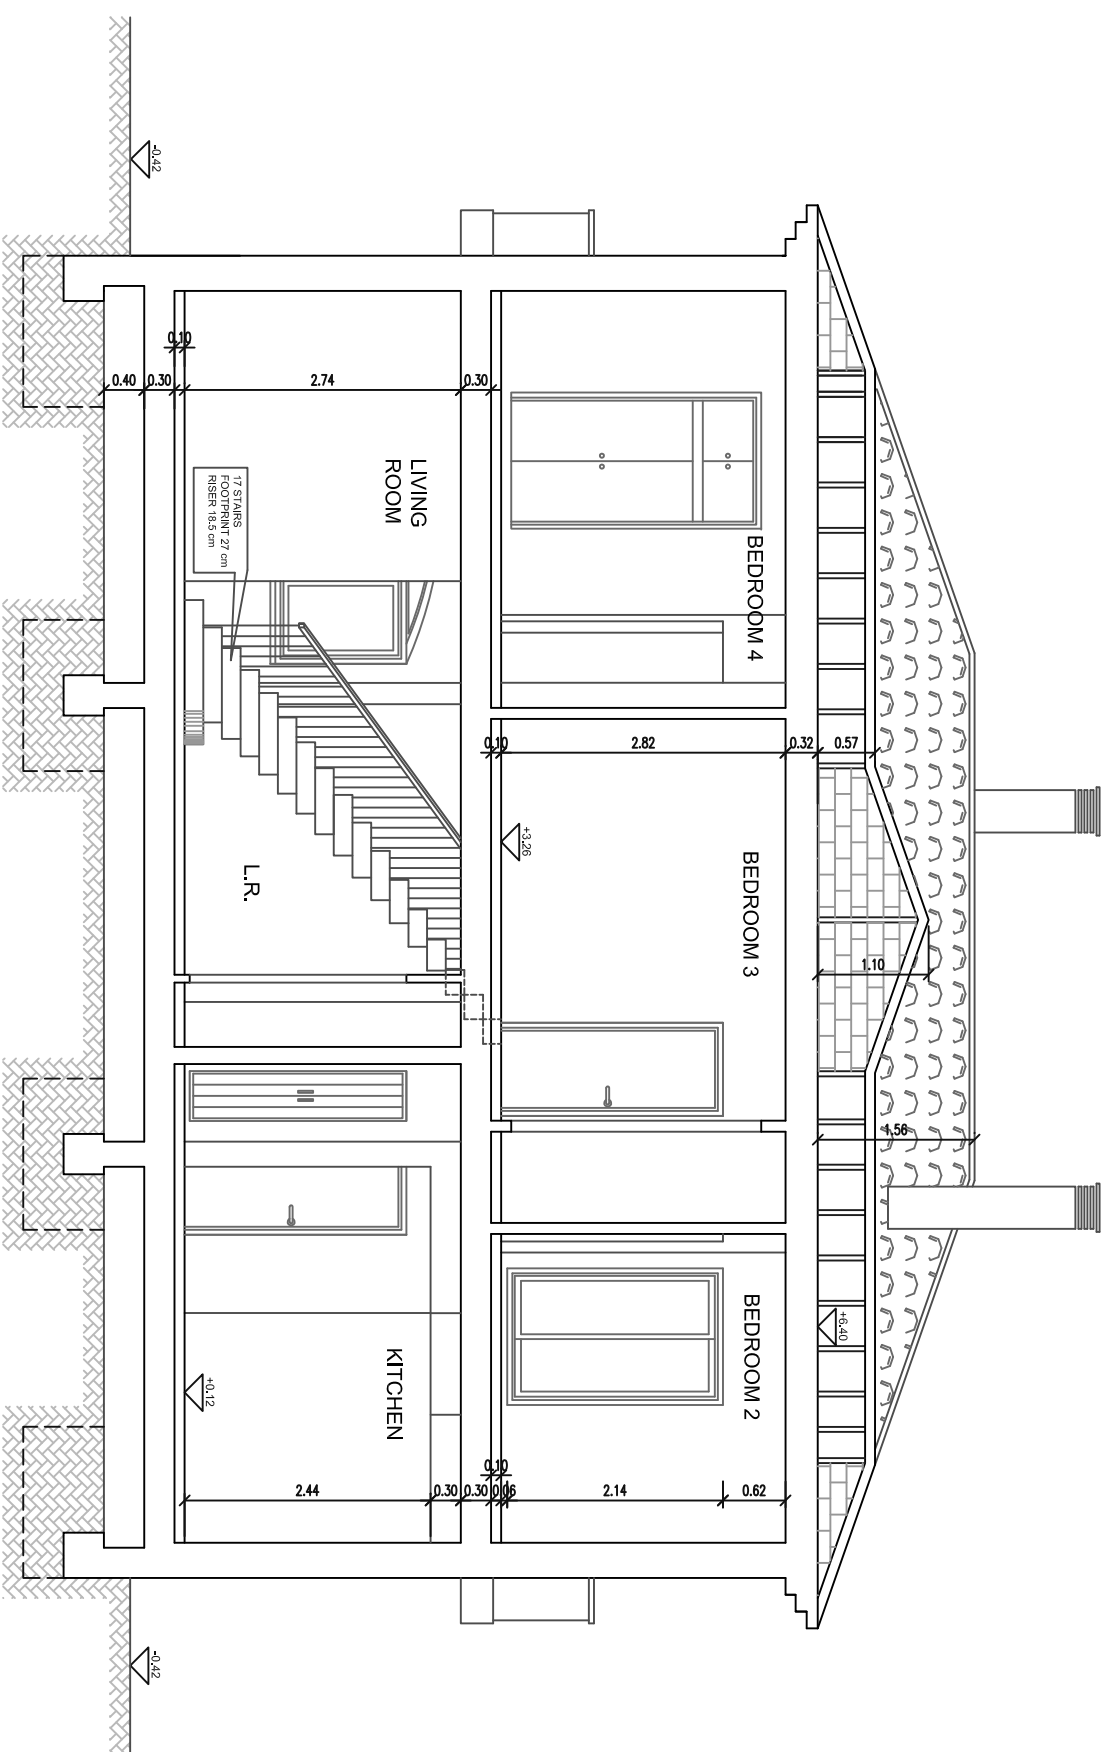 1.56
1.10
0.57
+6.40
0.32
BEDROOM 4
BEDROOM 3
BEDROOM 2
0.62
2.82
2.14
+3.26
0.10
0.06
0.10
0.30
0.30
0.30
LIVING
ROOM
KITCHEN
2.74
2.44
L.R.
17 STAIRS
FOOTPRINT 27 cm
RISER 18.5 cm
+0.12
0.10
0.30
0.40
-0.42
-0.42